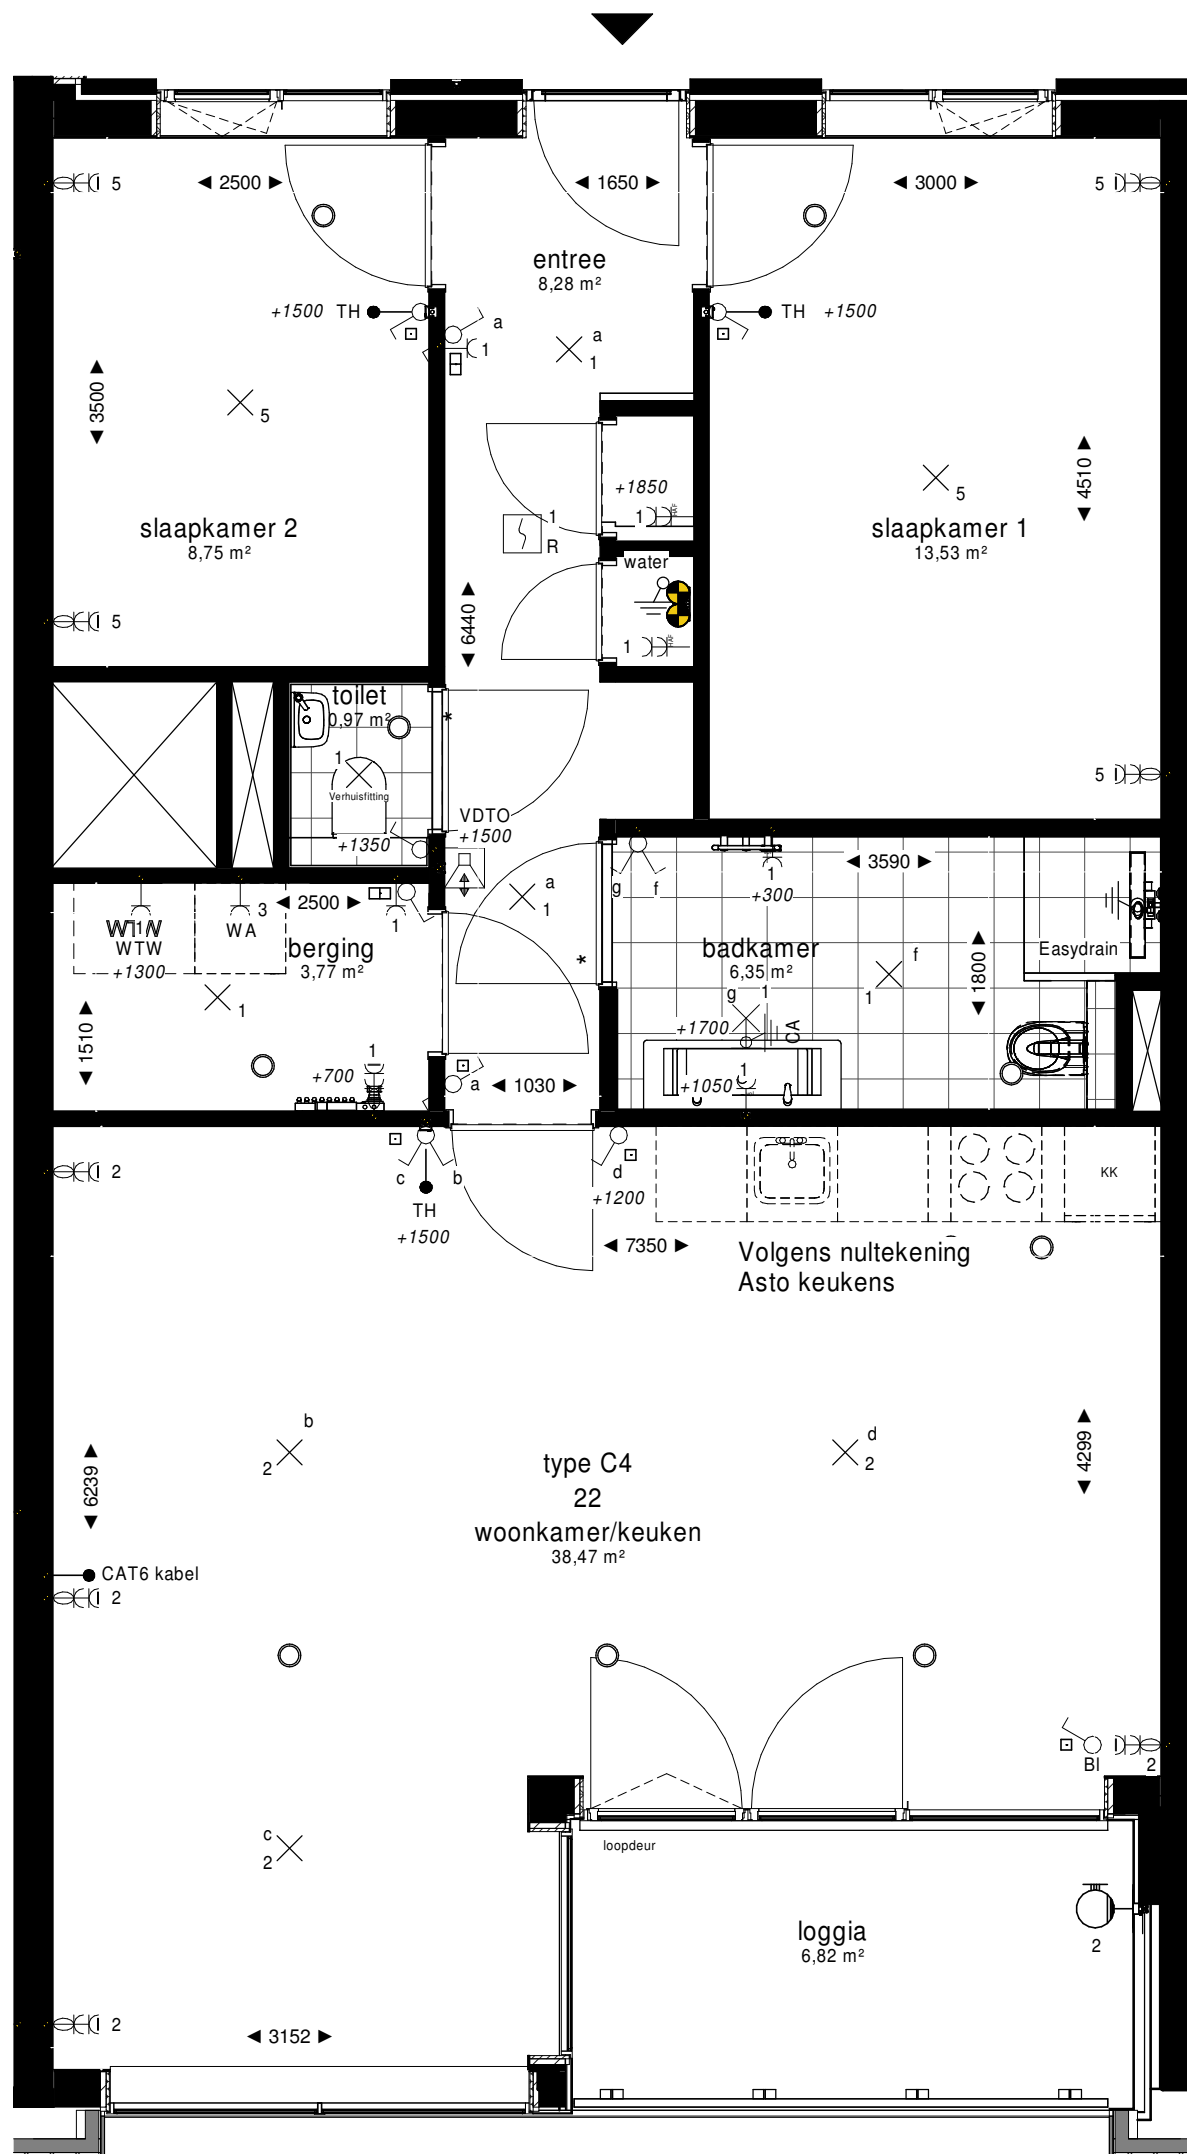 5
2500
1650
3000
5
entree
8,28 m²
+1500 TH
a
1
a
1
TH +1500
3500
5
+1850
5
4510
slaapkamer 2
8,75 m²
1
R
1
slaapkamer 1
13,53 m²
water
5
6440
1
toilet
0,97 m²
1
Verhuisfitting
+1350
VDTO
+1500
5
*
3590
1
+300
g f
a
1
WTW
+1300
WA
3
2500
1
berging
3,77 m²
1
*
badkamer
6,35 m²
f
1
1800
Easydrain
g 1
+1700
CA
1
+1050
1510
1
+700
a
1030
2
c b
TH
+1500
d
+1200
KK
7350
Volgens nultekening
Asto keukens
b
2
d
2
4299
6239
type C4
22
woonkamer/keuken
38,47 m²
CAT6 kabel
2
BI
2
c
2
loopdeur
loggia
6,82 m²
2
2
3152